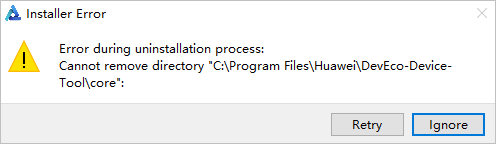 Installer Error
Error during uninstallation process:
Cannot remove directory "C:\Program Files\Huawei\DevEco-Device-
Tool\core":
Retry
Ignore